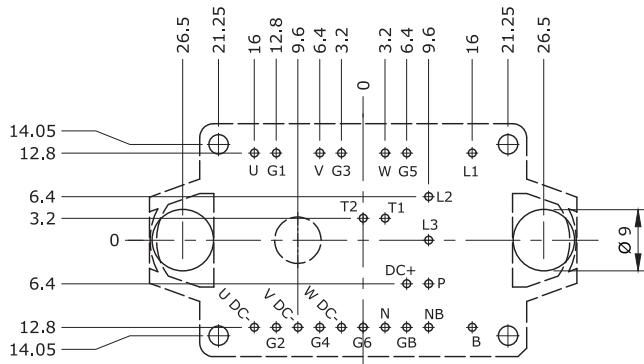 26.5 21.25 16 12.8 9.6 6.4 3.2 0 3.2 6.4 9.6 16 21.25 26.5
14.05
12.8
U G1 V G3 W G5 L1
6.4 L2
3.2 T2 T1
0 L3
Ø 9
DC+
6.4 P
U DC- V DC- W DC-
12.8 N NB
G2 G4 G6 GB B
14.05